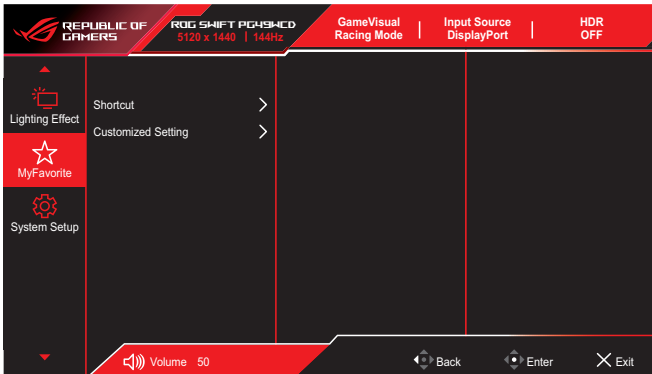 REPUBLIC OF
GAMERS
ROG SWIFT PG49WCD
5120 x 1440 | 144Hz
GameVisual
Racing Mode
Input Source
DisplayPort
HDR
OFF
Lighting Effect
MyFavorite
System Setup
Shortcut
Customized Setting
Volume 50
Back
Enter
Exit